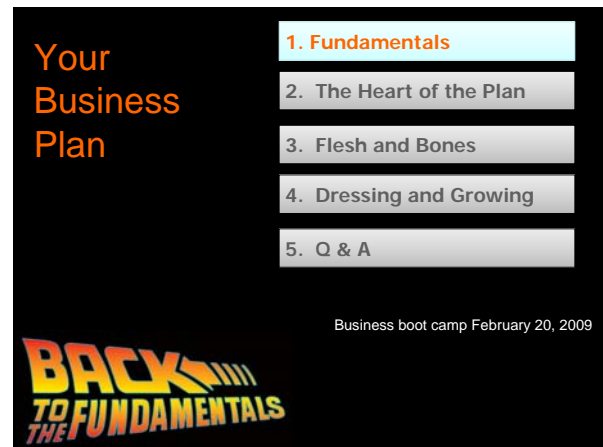 Your
Business
Plan
1. Fundamentals
2. The Heart of the Plan
3. Flesh and Bones
4. Dressing and Growing
5. Q & A
Business boot camp February 20, 2009
BACK
TO
THE FUNDAMENTALS